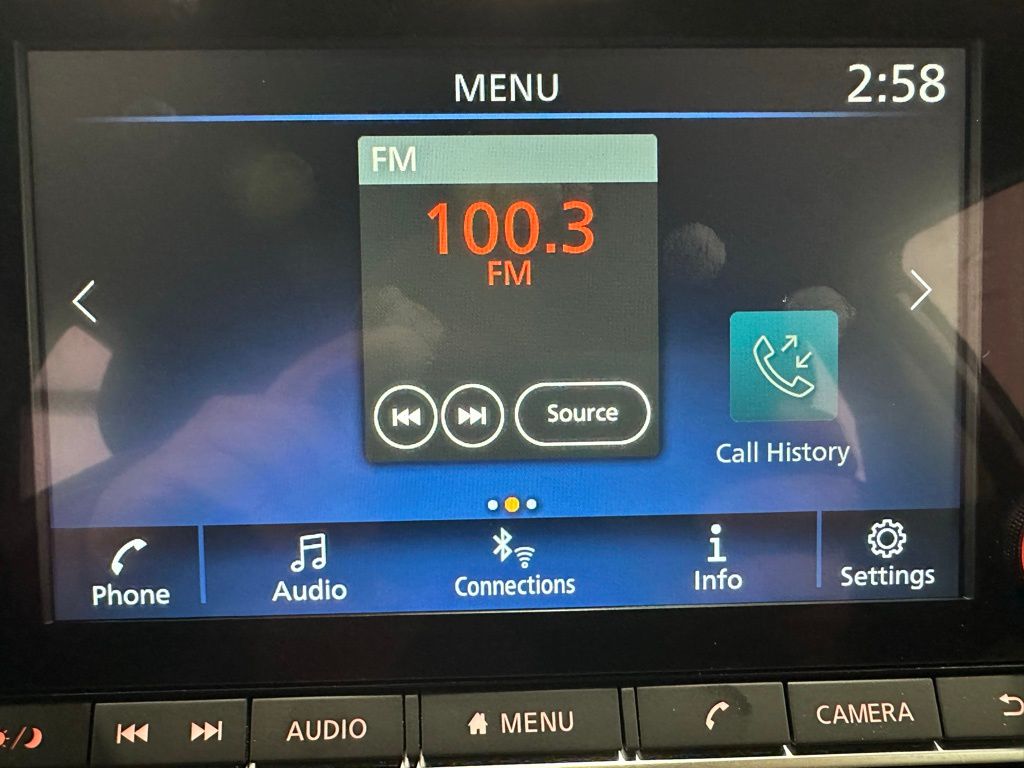 MENU
2:58
FM
100.3
FM
Source
Call History
Phone
Audio
Connections
Info
Settings
AUDIO
MENU
CAMERA